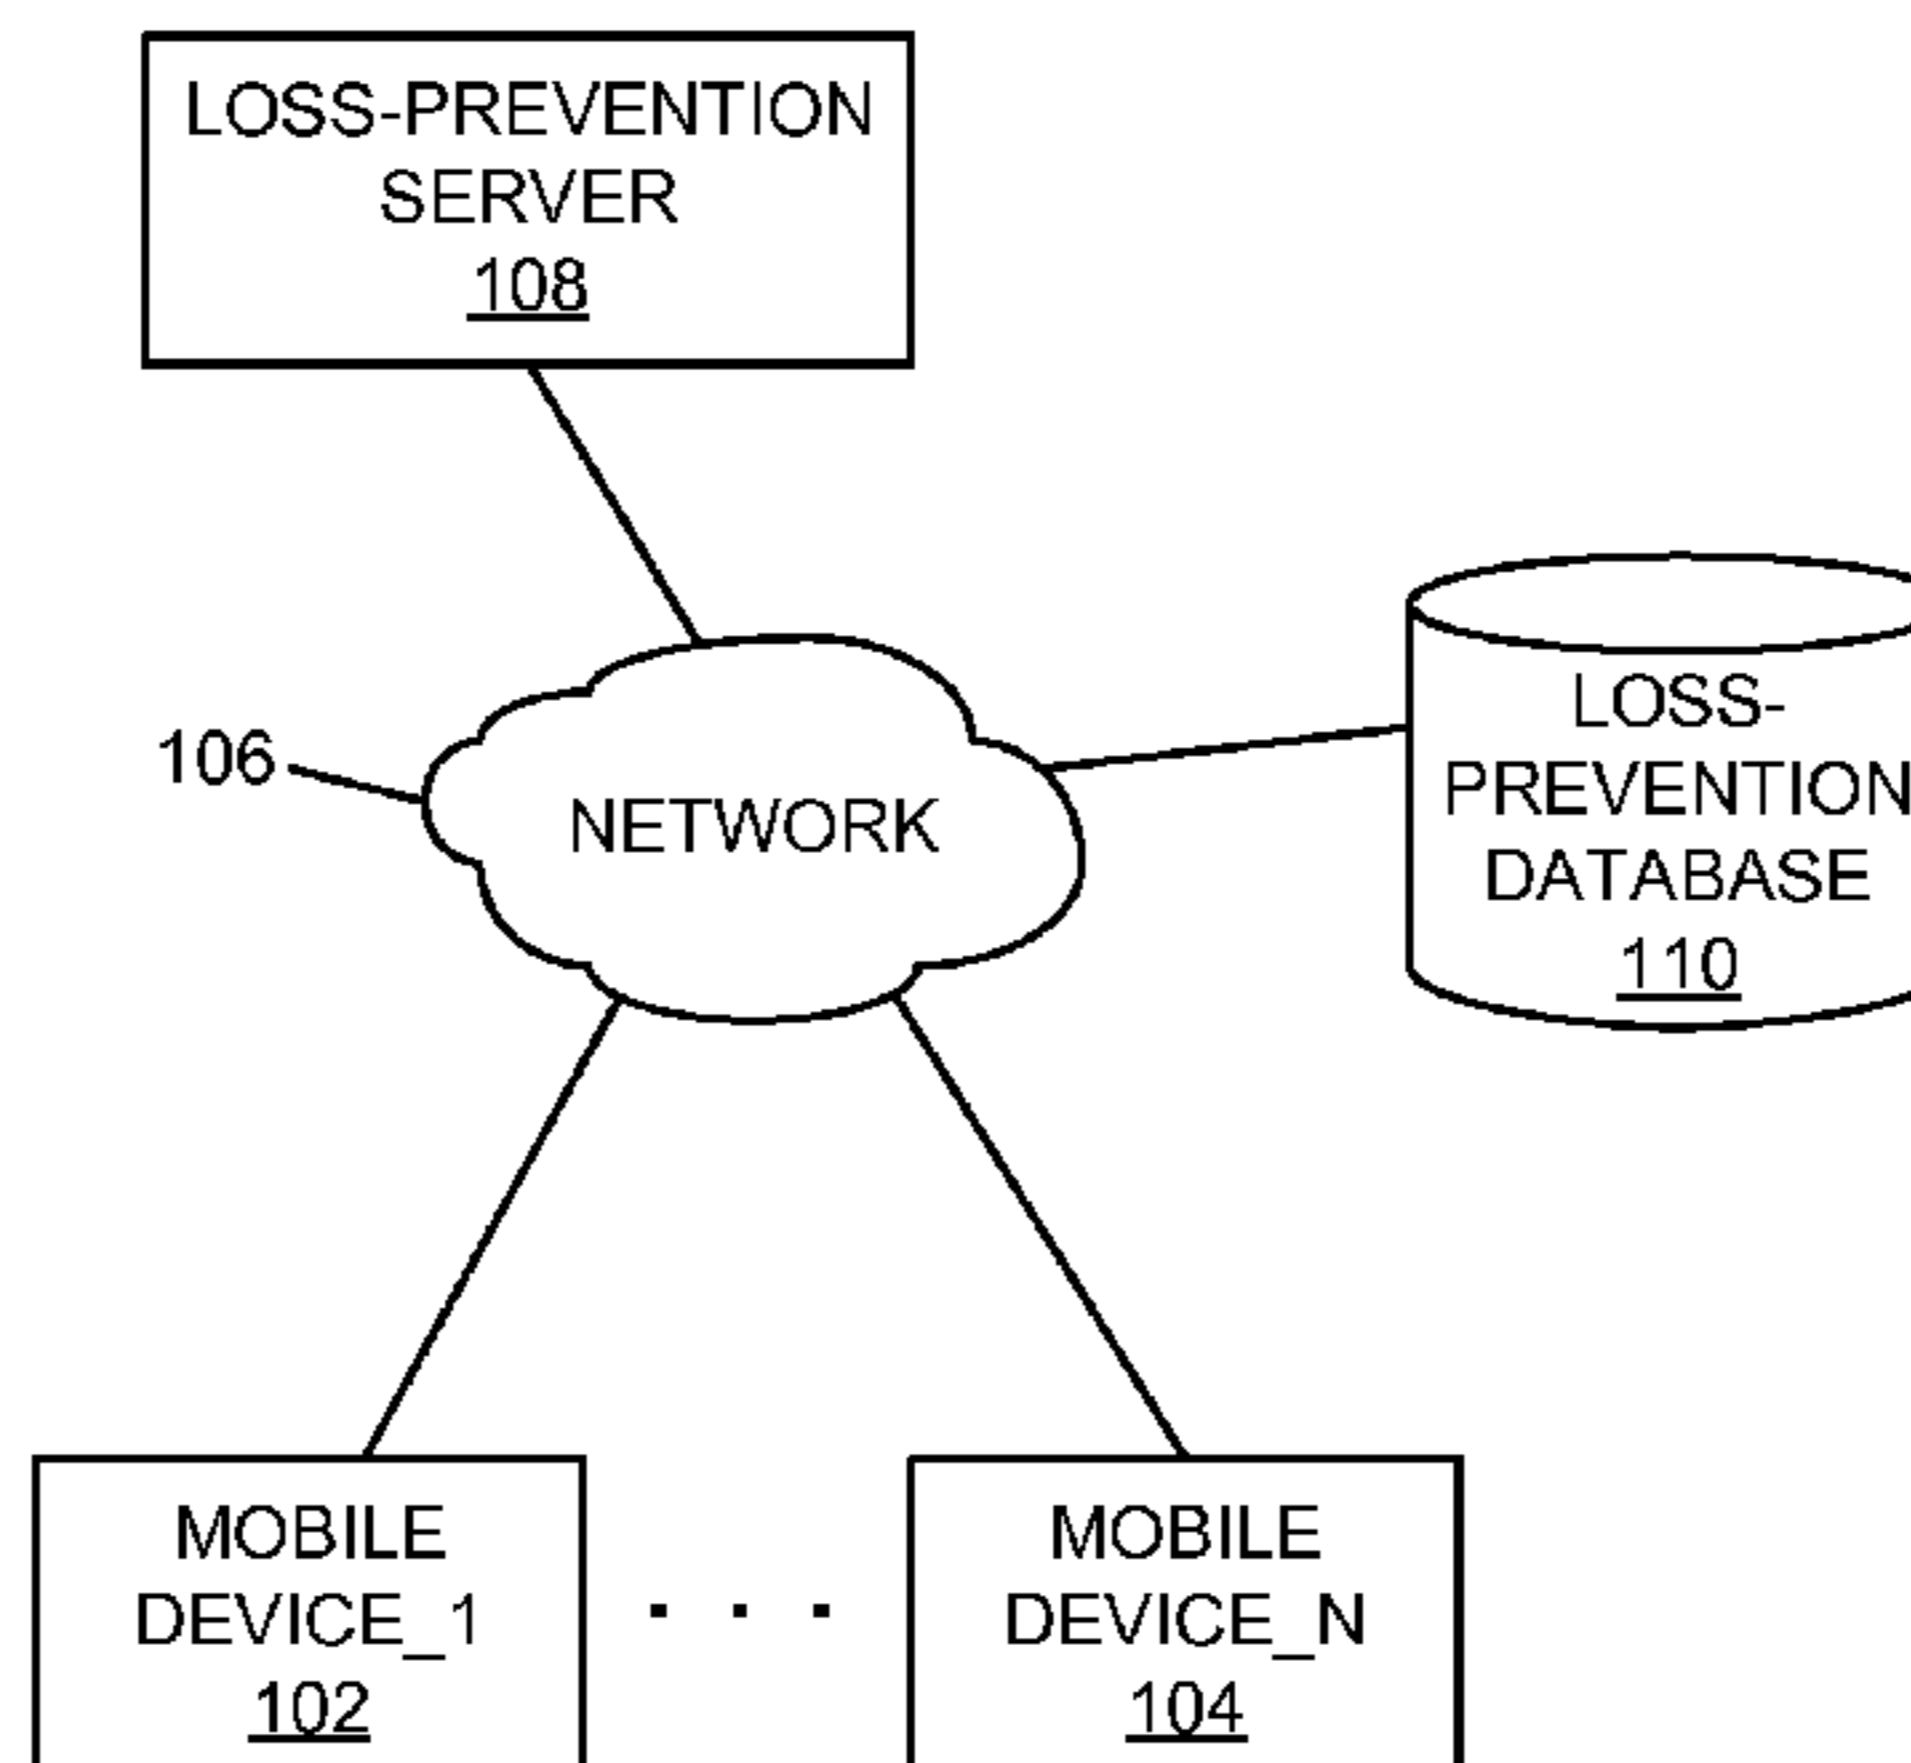 LOSS-PREVENTION
SERVER
108
106
NETWORK
LOSS-
PREVENTION
DATABASE
110
MOBILE
DEVICE_1
102
. . .
MOBILE
DEVICE_N
104